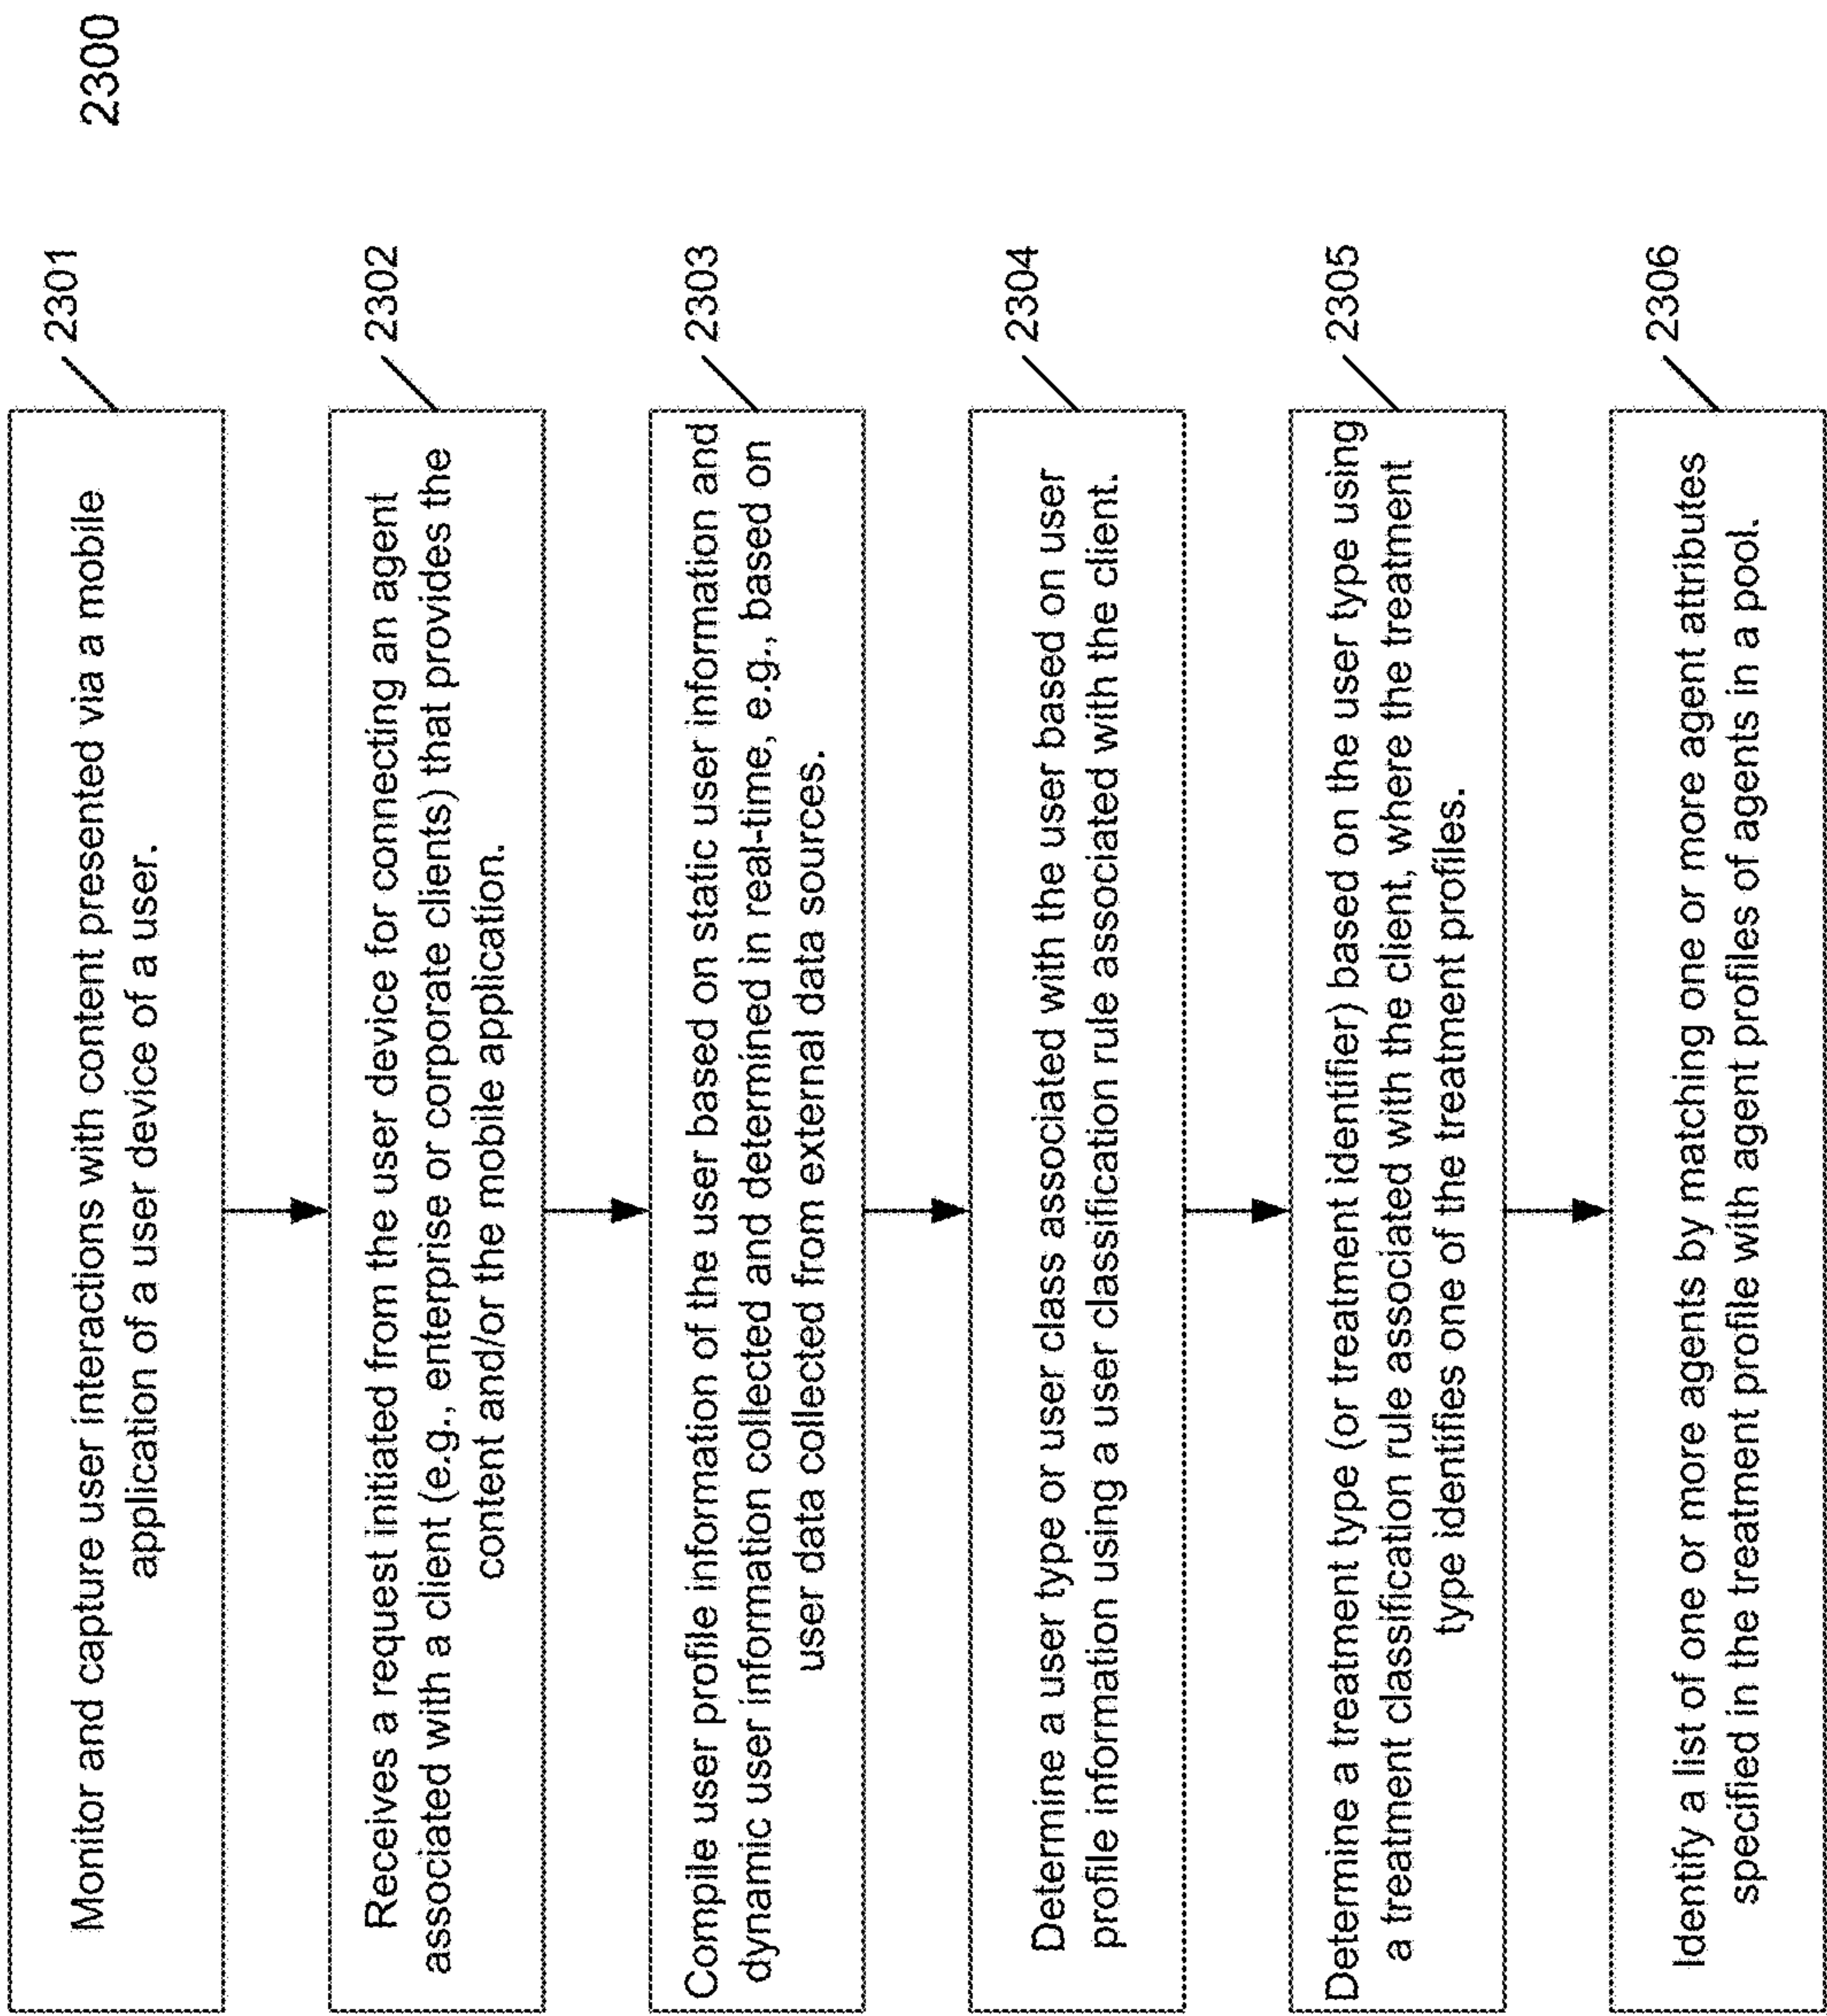 2300
2301
Monitor and capture user interactions with content presented via a mobile
application of a user device of a user.
2302
Receives a request initiated from the user device for connecting an agent
associated with a client (e.g., enterprise or corporate clients) that provides the
content and/or the mobile application.
2303
Compile user profile information of the user based on static user information and
dynamic user information collected and determined in real-time, e.g., based on
user data collected from external data sources.
2304
Determine a user type or user class associated with the user based on user
profile information using a user classification rule associated with the client.
2305
Determine a treatment type (or treatment identifier) based on the user type using
a treatment classification rule associated with the client, where the treatment
type identifies one of the treatment profiles.
2306
Identify a list of one or more agents by matching one or more agent attributes
specified in the treatment profile with agent profiles of agents in a pool.